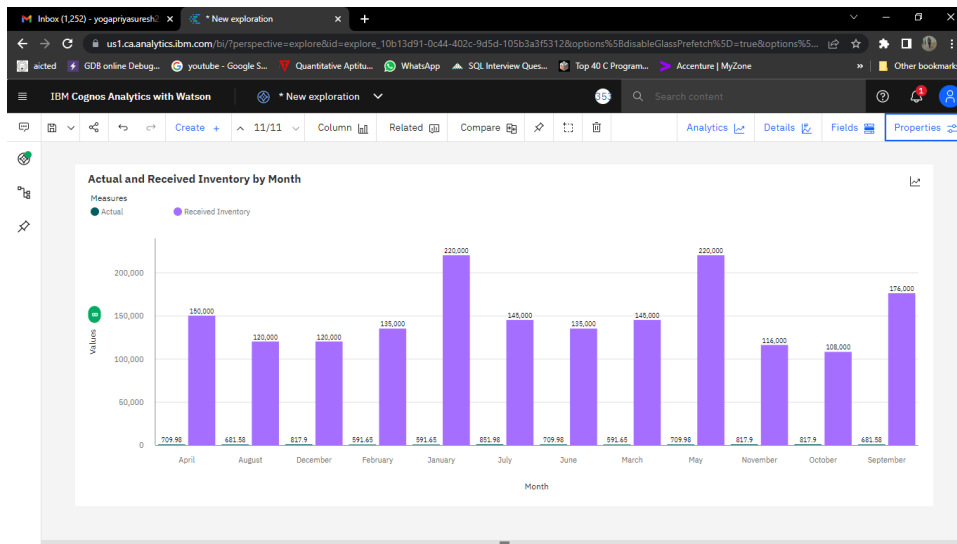 Inbox (1,252) - yogapriyasuresh2
* New exploration
us1.ca.analytics.ibm.com/bi/?perspective=explore&id=explore_10b13d91-0c44-402c-9d5d-105b3a3f5312&options%5BdisableGlassPrefetch%5D=true&options%5...
aicted
GDB online Debug...
youtube - Google S...
Quantitative Aptitu...
WhatsApp
SQL Interview Ques...
Top 40 C Program...
Accenture | MyZone
»
Other bookmarks
IBM Cognos Analytics with Watson
* New exploration
353
Search content
1
Create +
11/11
Column
Related
Compare
Analytics
Details
Fields
Properties
Actual and Received Inventory by Month
Measures
Actual
Received Inventory
Values
200,000
150,000
100,000
50,000
0
150,000
120,000
120,000
135,000
220,000
145,000
135,000
145,000
220,000
116,000
108,000
176,000
709.98
681.58
817.9
591.65
591.65
851.98
709.98
591.65
709.98
817.9
817.9
681.58
April
August
December
February
January
July
June
March
May
November
October
September
Month